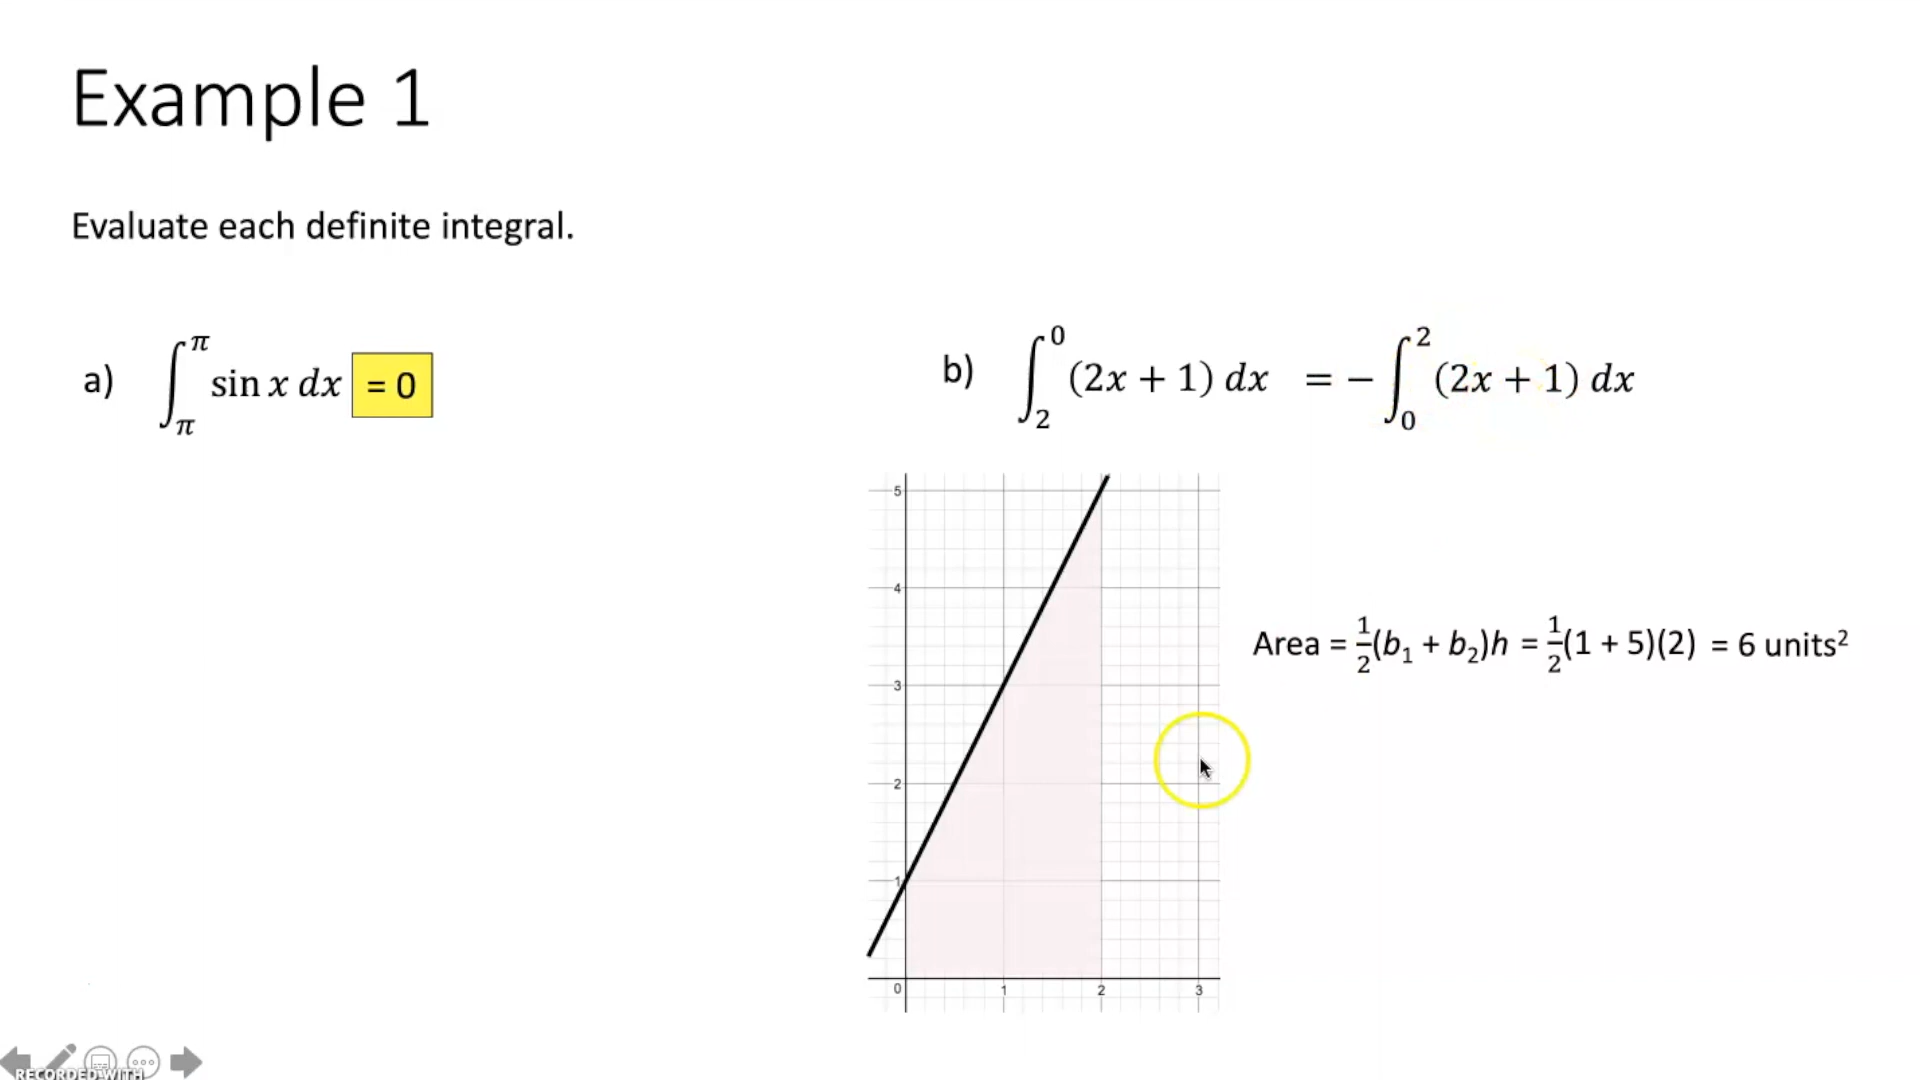 Example 1
Evaluate each definite integral.
a) ∫_π^π sin x dx = 0
b) ∫_2^0 (2x + 1) dx = − ∫_0^2 (2x + 1) dx
5
4
3
2
1
0 1 2 3
Area = 1/2(b₁ + b₂)h = 1/2(1 + 5)(2) = 6 units²
RECORDED WITH